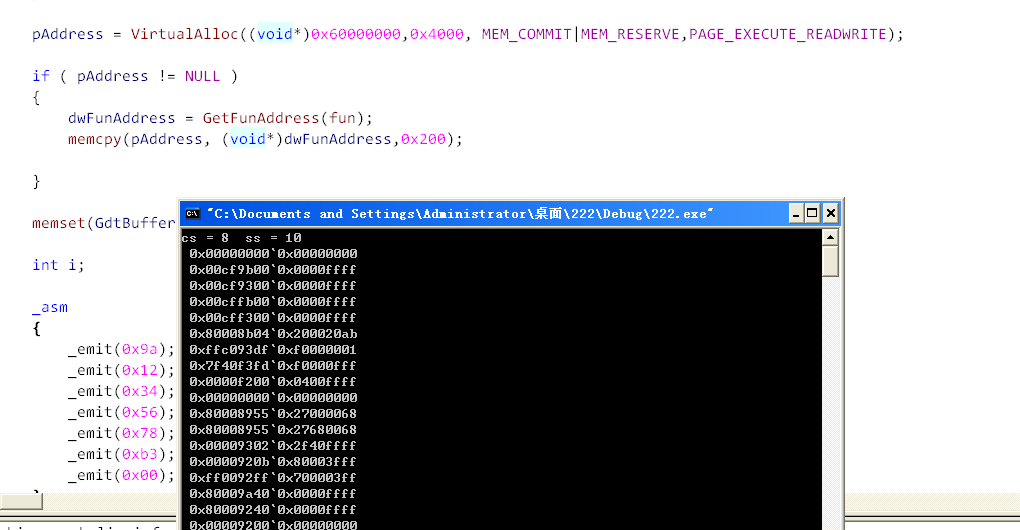 pAddress = VirtualAlloc((void*)0x60000000,0x4000, MEM_COMMIT|MEM_RESERVE,PAGE_EXECUTE_READWRITE);
if ( pAddress != NULL )
{
dwFunAddress = GetFunAddress(fun);
memcpy(pAddress, (void*)dwFunAddress,0x200);
}
memset(GdtBuffer
int i;
_asm
{
_emit(0x9a);
_emit(0x12);
_emit(0x34);
_emit(0x56);
_emit(0x78);
_emit(0xb3);
_emit(0x00);
"C:\Documents and Settings\Administrator\桌面\222\Debug\222.exe"
cs = 8 ss = 10
0x00000000`0x00000000
0x00cf9b00`0x0000ffff
0x00cf9300`0x0000ffff
0x00cffb00`0x0000ffff
0x00cff300`0x0000ffff
0x80008b04`0x200020ab
0xffc093df`0xf0000001
0x7f40f3fd`0xf0000fff
0x0000f200`0x0400ffff
0x00000000`0x00000000
0x80008955`0x27000068
0x80008955`0x27680068
0x00009302`0x2f40ffff
0x0000920b`0x80003fff
0xff0092ff`0x700003ff
0x80009a40`0x0000ffff
0x80009240`0x0000ffff
0x00009200`0x00000000